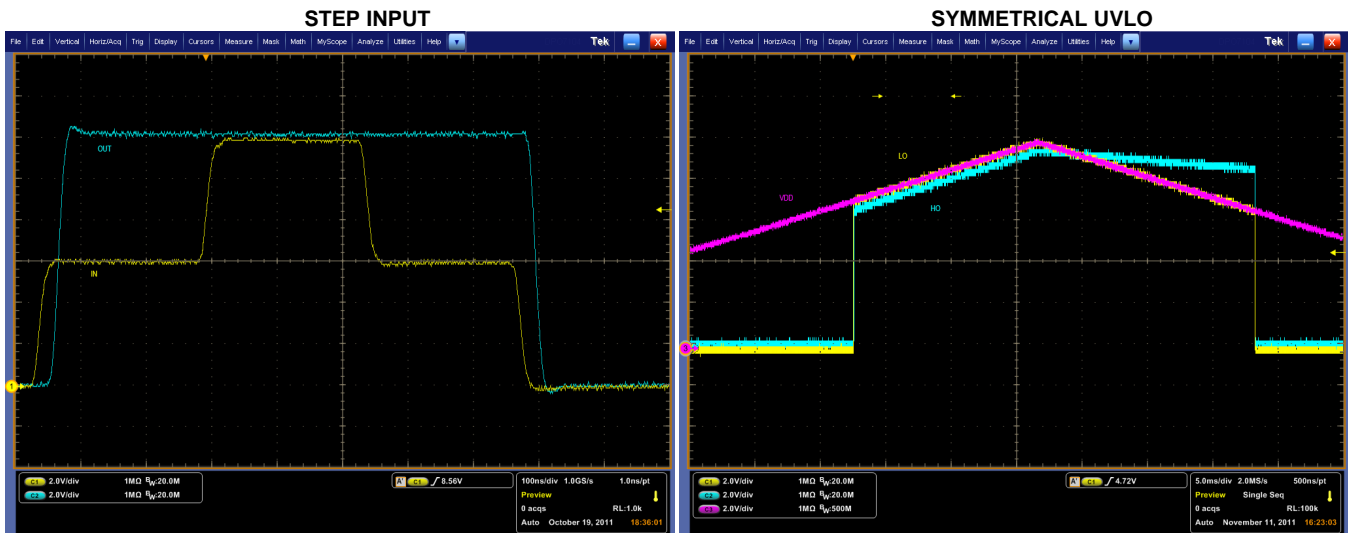 STEP INPUT
File Edit Vertical Horiz/Acq Trig Display Cursors Measure Mask Math MyScope Analyze Utilities Help Tek X
OUT
IN
1
C1 2.0V/div 1MΩ BW:20.0M
C2 2.0V/div 1MΩ BW:20.0M
A' C1 8.56V
100ns/div 1.0GS/s 1.0ns/pt
Preview
0 acqs RL:1.0k
Auto October 19, 2011 18:36:01
SYMMETRICAL UVLO
File Edit Vertical Horiz/Acq Trig Display Cursors Measure Mask Math MyScope Analyze Utilities Help Tek X
LO
VDD
HO
3
C1 2.0V/div 1MΩ BW:20.0M
C2 2.0V/div 1MΩ BW:20.0M
C3 2.0V/div 1MΩ BW:500M
A' C1 4.72V
5.0ms/div 2.0MS/s 500ns/pt
Preview Single Seq
0 acqs RL:100k
Auto November 11, 2011 16:23:03